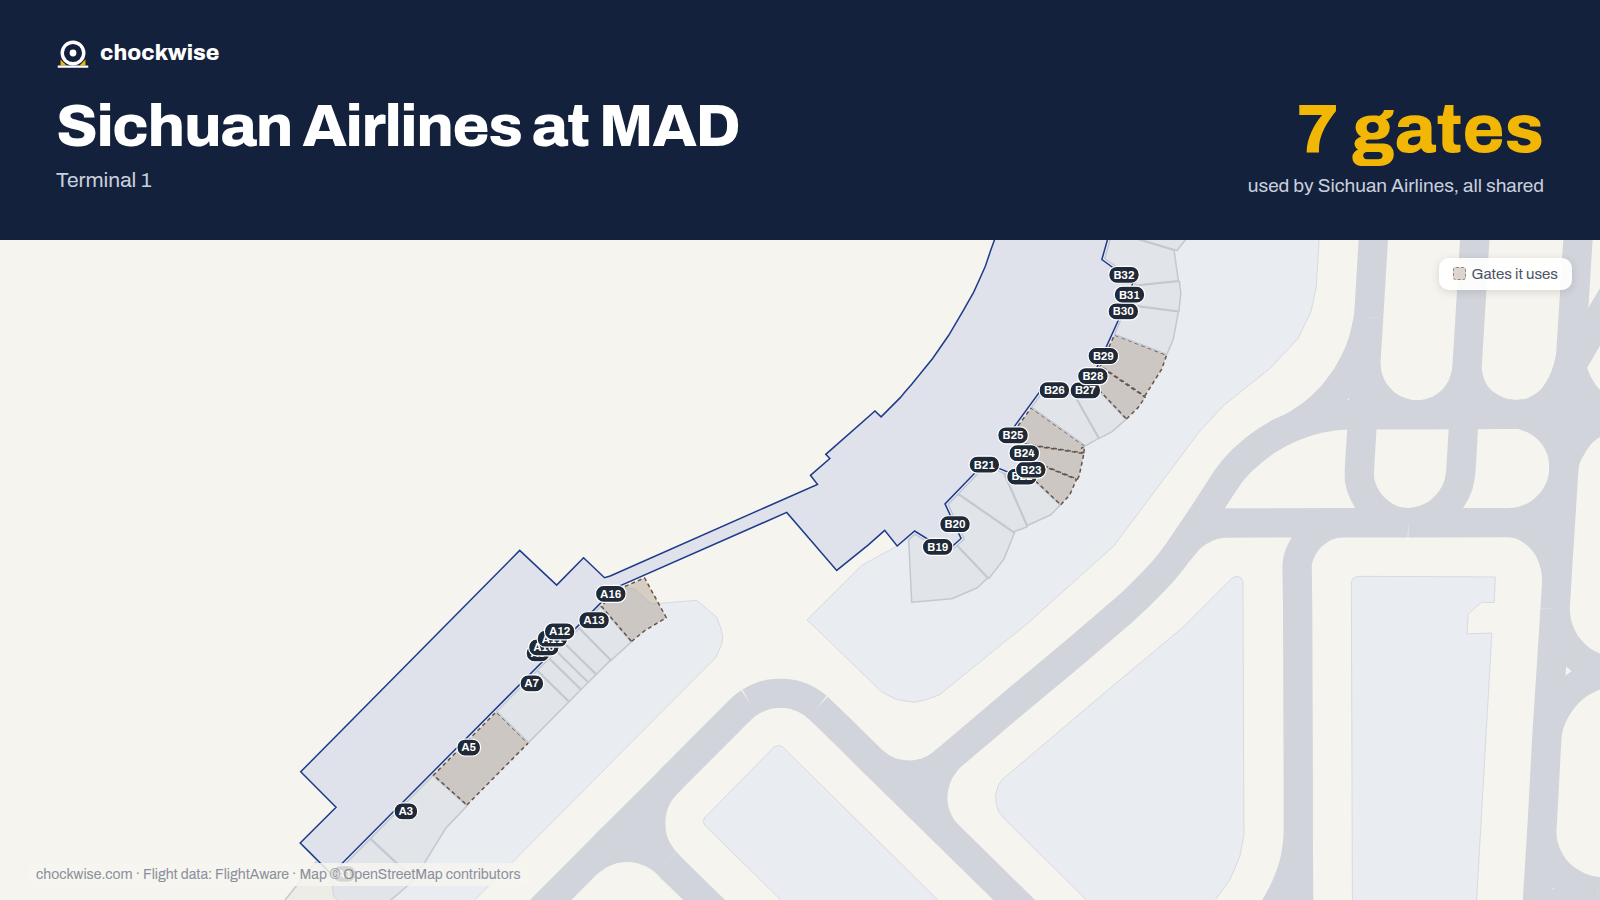 chockwise
Sichuan Airlines at MAD
Terminal 1
7 gates
used by Sichuan Airlines, all shared
Gates it uses
B32
B31
B30
B29
B28
B26
B27
B25
B24
B21
B23
B20
B19
A16
A13
A12
A10
A7
A5
A3
chockwise.com · Flight data: FlightAware · Map © OpenStreetMap contributors